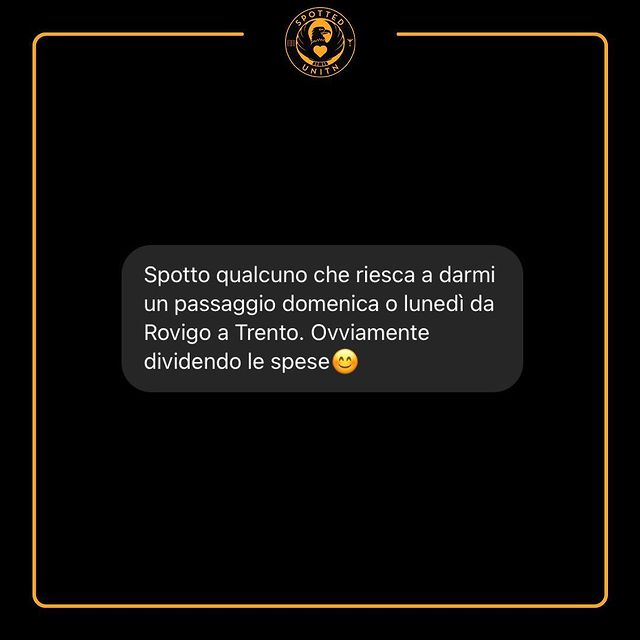 SPOTTED
UNITN
Spotto qualcuno che riesca a darmi
un passaggio domenica o lunedì da
Rovigo a Trento. Ovviamente
dividendo le spese😊